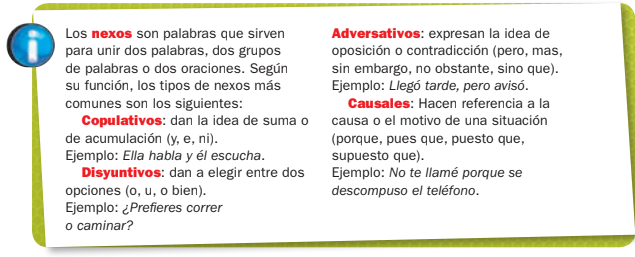 Los nexos son palabras que sirven
para unir dos palabras, dos grupos
de palabras o dos oraciones. Según
su función, los tipos de nexos más
comunes son los siguientes:
Copulativos: dan la idea de suma o
de acumulación (y, e, ni).
Ejemplo: Ella habla y él escucha.
Disyuntivos: dan a elegir entre dos
opciones (o, u, o bien).
Ejemplo: ¿Prefieres correr
o caminar?
Adversativos: expresan la idea de
oposición o contradicción (pero, mas,
sin embargo, no obstante, sino que).
Ejemplo: Llegó tarde, pero avisó.
Causales: Hacen referencia a la
causa o el motivo de una situación
(porque, pues que, puesto que,
supuesto que).
Ejemplo: No te llamé porque se
descompuso el teléfono.